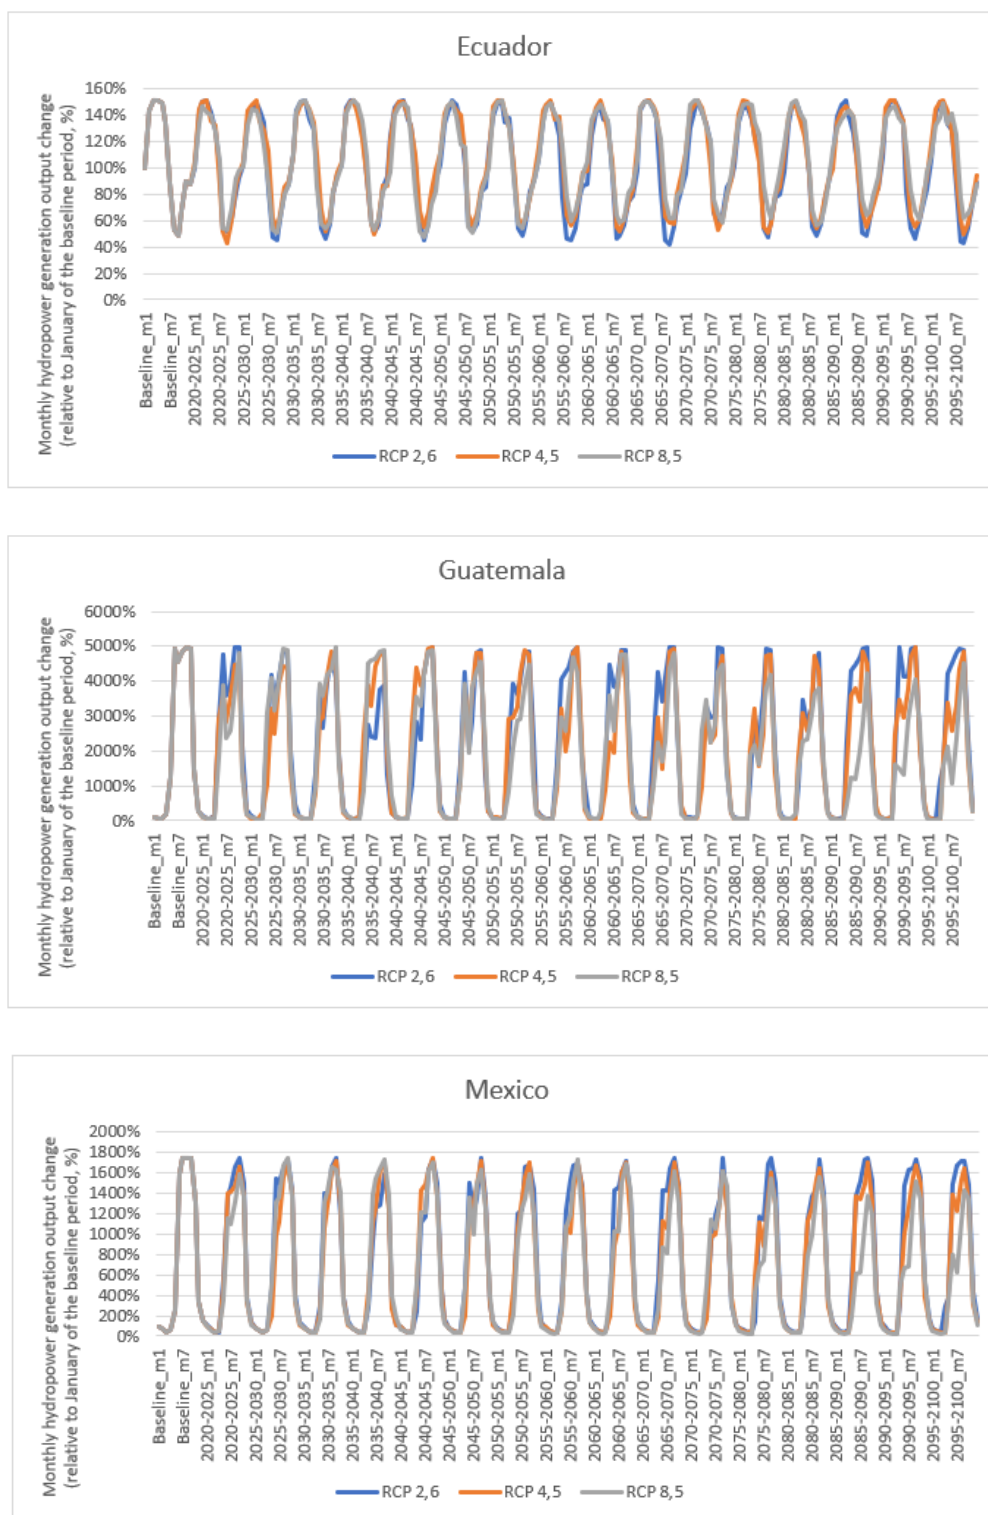 Ecuador
Monthly hydropower generation output change
(relative to January of the baseline period, %)
160%
140%
120%
100%
80%
60%
40%
20%
0%
Baseline_m1
Baseline_m7
2020-2025_m1
2020-2025_m7
2025-2030_m1
2025-2030_m7
2030-2035_m1
2030-2035_m7
2035-2040_m1
2035-2040_m7
2040-2045_m1
2040-2045_m7
2045-2050_m1
2045-2050_m7
2050-2055_m1
2050-2055_m7
2055-2060_m1
2055-2060_m7
2060-2065_m1
2060-2065_m7
2065-2070_m1
2065-2070_m7
2070-2075_m1
2070-2075_m7
2075-2080_m1
2075-2080_m7
2080-2085_m1
2080-2085_m7
2085-2090_m1
2085-2090_m7
2090-2095_m1
2090-2095_m7
2095-2100_m1
2095-2100_m7
RCP 2,6 RCP 4,5 RCP 8,5
Guatemala
Monthly hydropower generation output change
(relative to January of the baseline period, %)
6000%
5000%
4000%
3000%
2000%
1000%
0%
Baseline_m1
Baseline_m7
2020-2025_m1
2020-2025_m7
2025-2030_m1
2025-2030_m7
2030-2035_m1
2030-2035_m7
2035-2040_m1
2035-2040_m7
2040-2045_m1
2040-2045_m7
2045-2050_m1
2045-2050_m7
2050-2055_m1
2050-2055_m7
2055-2060_m1
2055-2060_m7
2060-2065_m1
2060-2065_m7
2065-2070_m1
2065-2070_m7
2070-2075_m1
2070-2075_m7
2075-2080_m1
2075-2080_m7
2080-2085_m1
2080-2085_m7
2085-2090_m1
2085-2090_m7
2090-2095_m1
2090-2095_m7
2095-2100_m1
2095-2100_m7
RCP 2,6 RCP 4,5 RCP 8,5
Mexico
Monthly hydropower generation output change
(relative to January of the baseline period, %)
2000%
1800%
1600%
1400%
1200%
1000%
800%
600%
400%
200%
0%
Baseline_m1
Baseline_m7
2020-2025_m1
2020-2025_m7
2025-2030_m1
2025-2030_m7
2030-2035_m1
2030-2035_m7
2035-2040_m1
2035-2040_m7
2040-2045_m1
2040-2045_m7
2045-2050_m1
2045-2050_m7
2050-2055_m1
2050-2055_m7
2055-2060_m1
2055-2060_m7
2060-2065_m1
2060-2065_m7
2065-2070_m1
2065-2070_m7
2070-2075_m1
2070-2075_m7
2075-2080_m1
2075-2080_m7
2080-2085_m1
2080-2085_m7
2085-2090_m1
2085-2090_m7
2090-2095_m1
2090-2095_m7
2095-2100_m1
2095-2100_m7
RCP 2,6 RCP 4,5 RCP 8,5